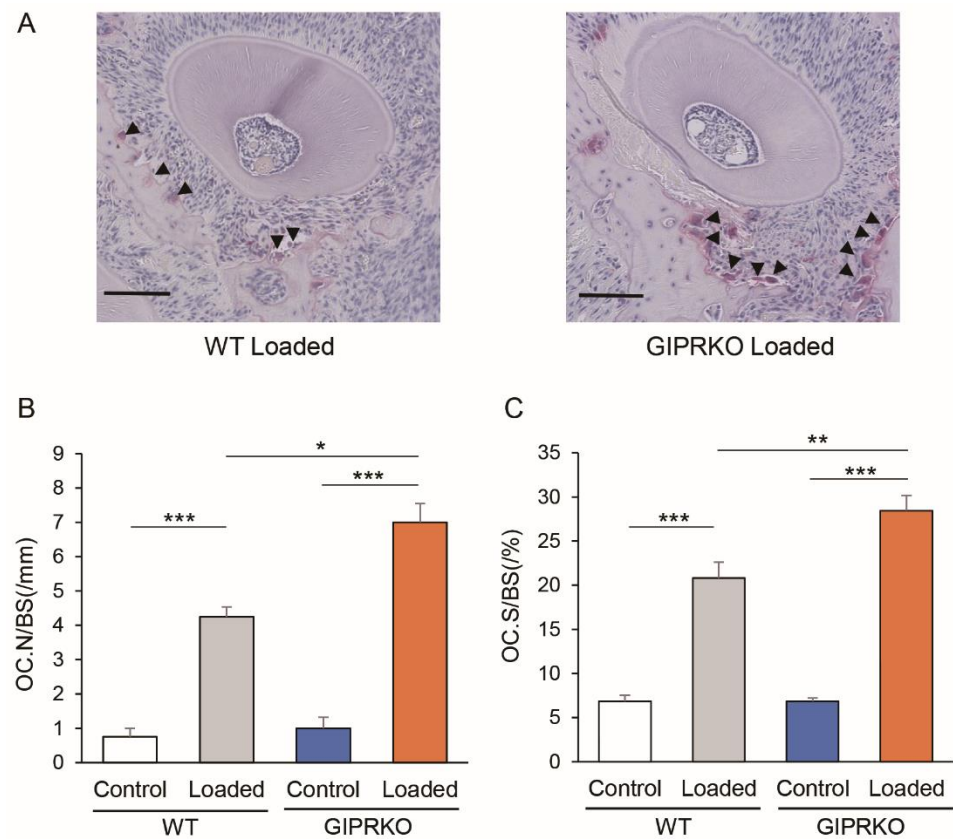 A
WT Loaded
GIPRKO Loaded
B
OC.N/BS(/mm)
9
8
7
6
5
4
3
2
1
0
*
***
***
Control Loaded Control Loaded
WT GIPRKO
C
OC.S/BS(/%)
35
30
25
20
15
10
5
0
**
***
***
Control Loaded Control Loaded
WT GIPRKO